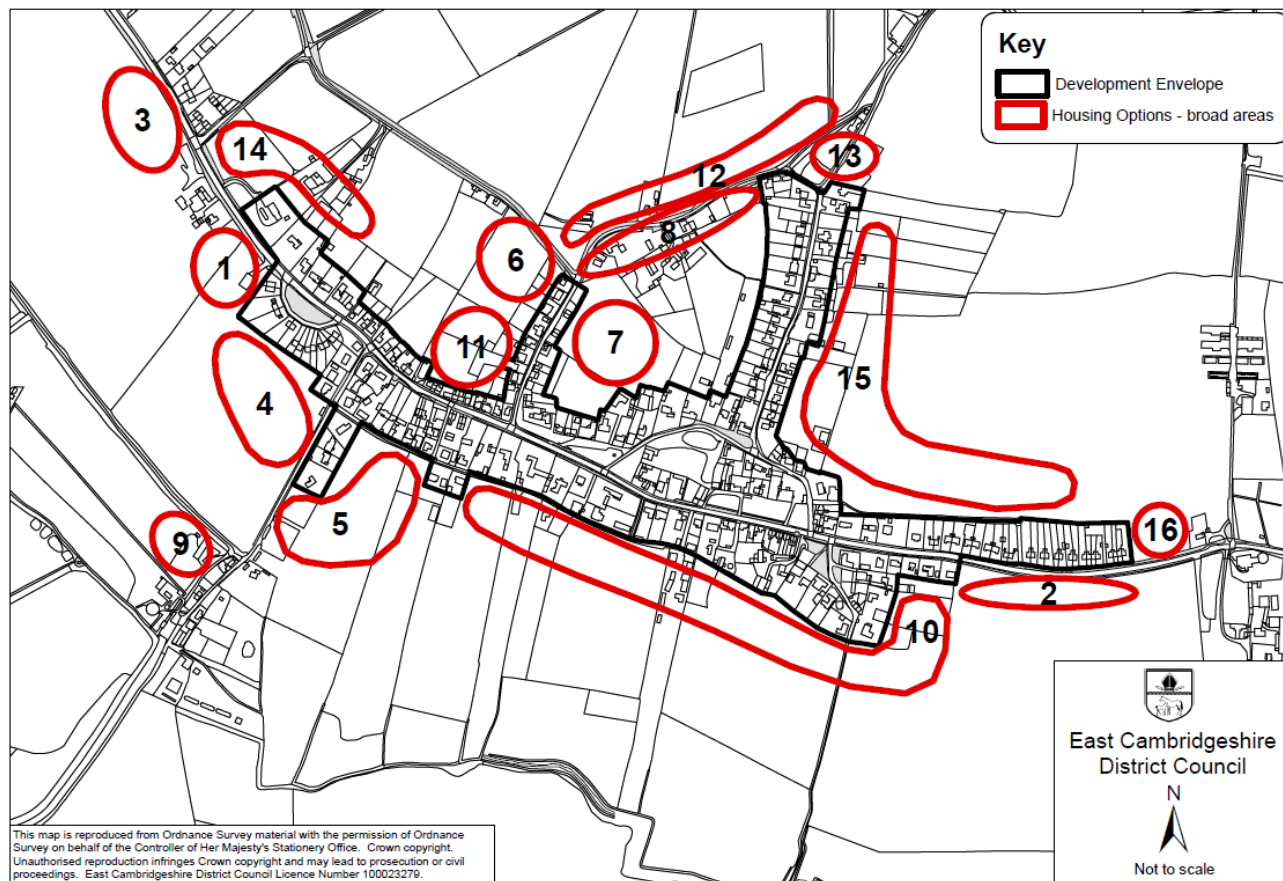 Key
Development Envelope
Housing Options - broad areas
3
14
13
12
8
1
6
11
7
4
15
5
9
16
2
10
East Cambridgeshire
District Council
N
Not to scale
This map is reproduced from Ordnance Survey material with the permission of Ordnance
Survey on behalf of the Controller of Her Majesty's Stationery Office. Crown copyright.
Unauthorised reproduction infringes Crown copyright and may lead to prosecution or civil
proceedings. East Cambridgeshire District Council Licence Number 100023279.